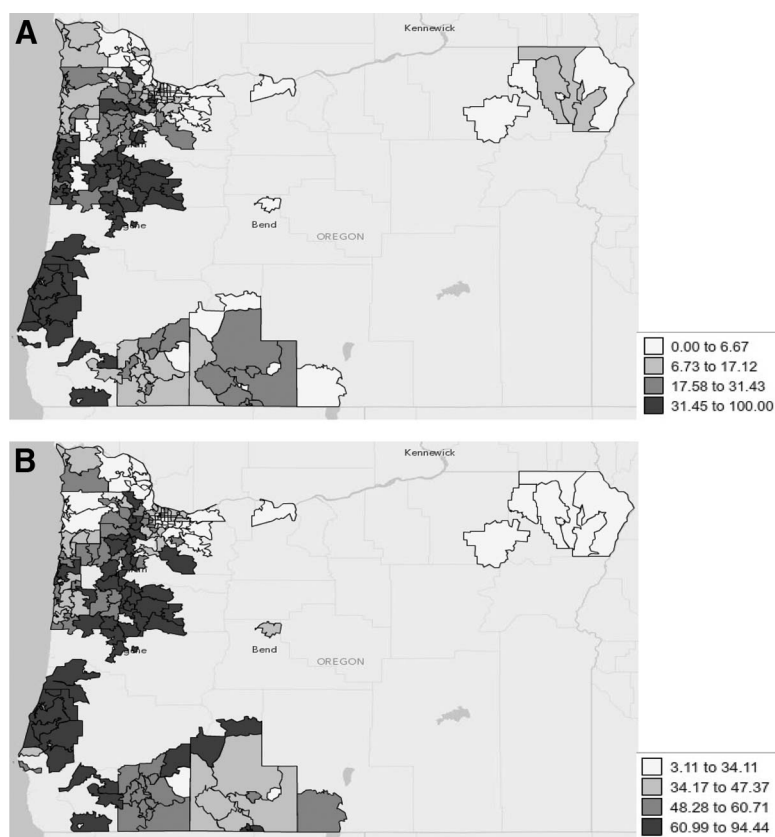 A
Kennewick
Bend
OREGON
0.00 to 6.67
6.73 to 17.12
17.58 to 31.43
31.45 to 100.00
B
Kennewick
Bend
OREGON
3.11 to 34.11
34.17 to 47.37
48.28 to 60.71
60.99 to 94.44